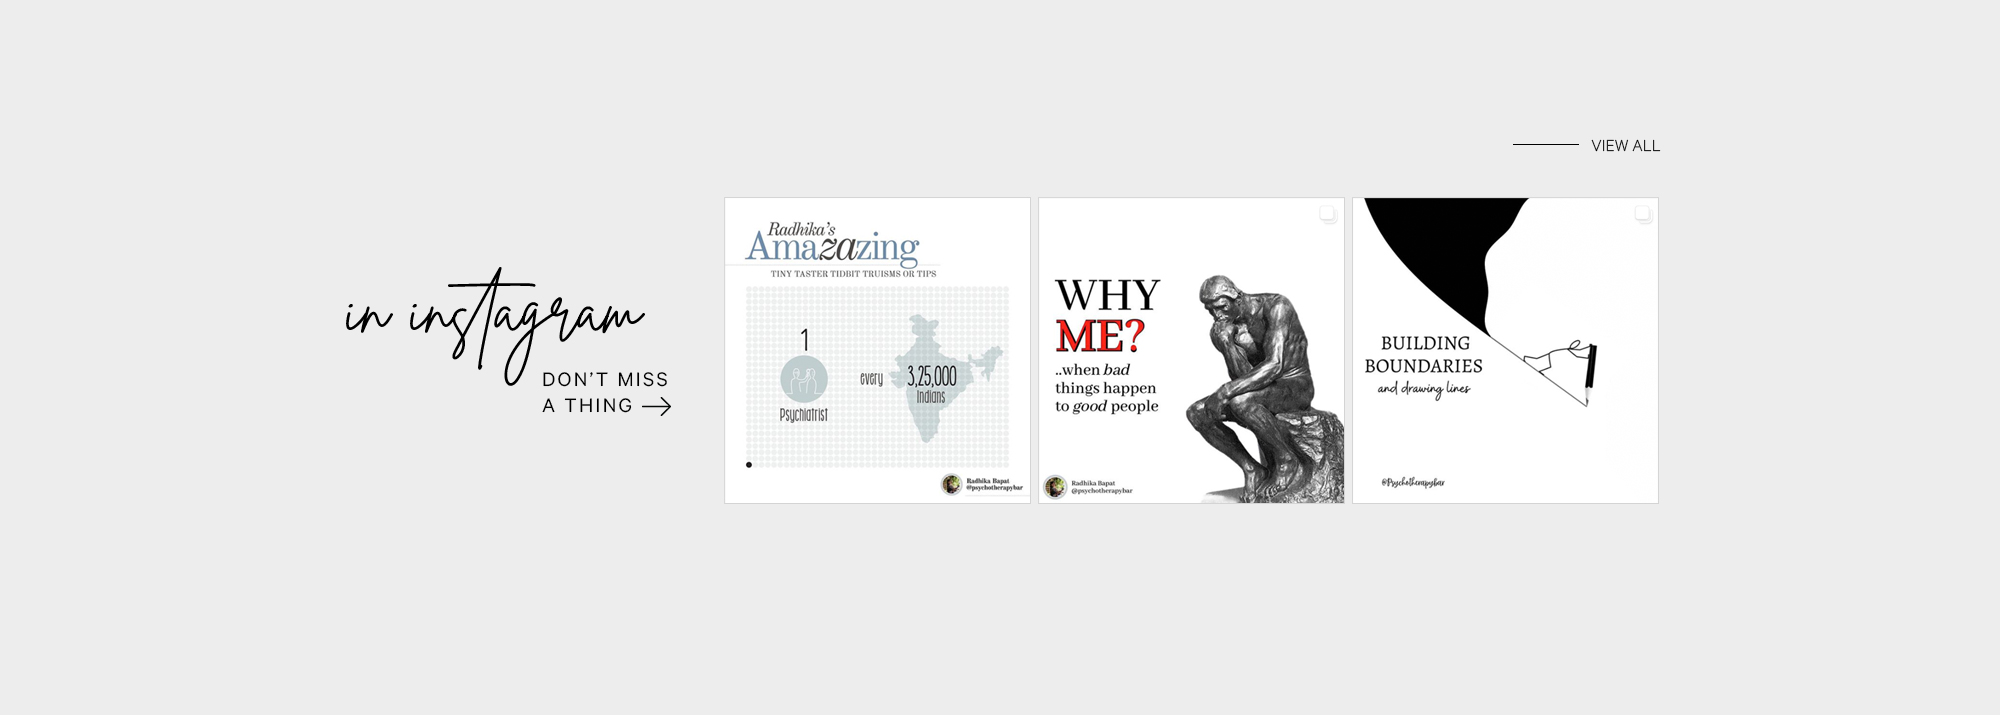 VIEW ALL
in instagram
DON'T MISS
A THING
Radhika's
Amazazing
TINY TASTER TIDBIT TRUISMS OR TIPS
1
Psychiatrist
every
3,25,000
Indians
Radhika Bapat
@psychotherapybar
WHY
ME?
..when bad
things happen
to good people
Radhika Bapat
@psychotherapybar
BUILDING
BOUNDARIES
and drawing lines
@Psychotherapybar